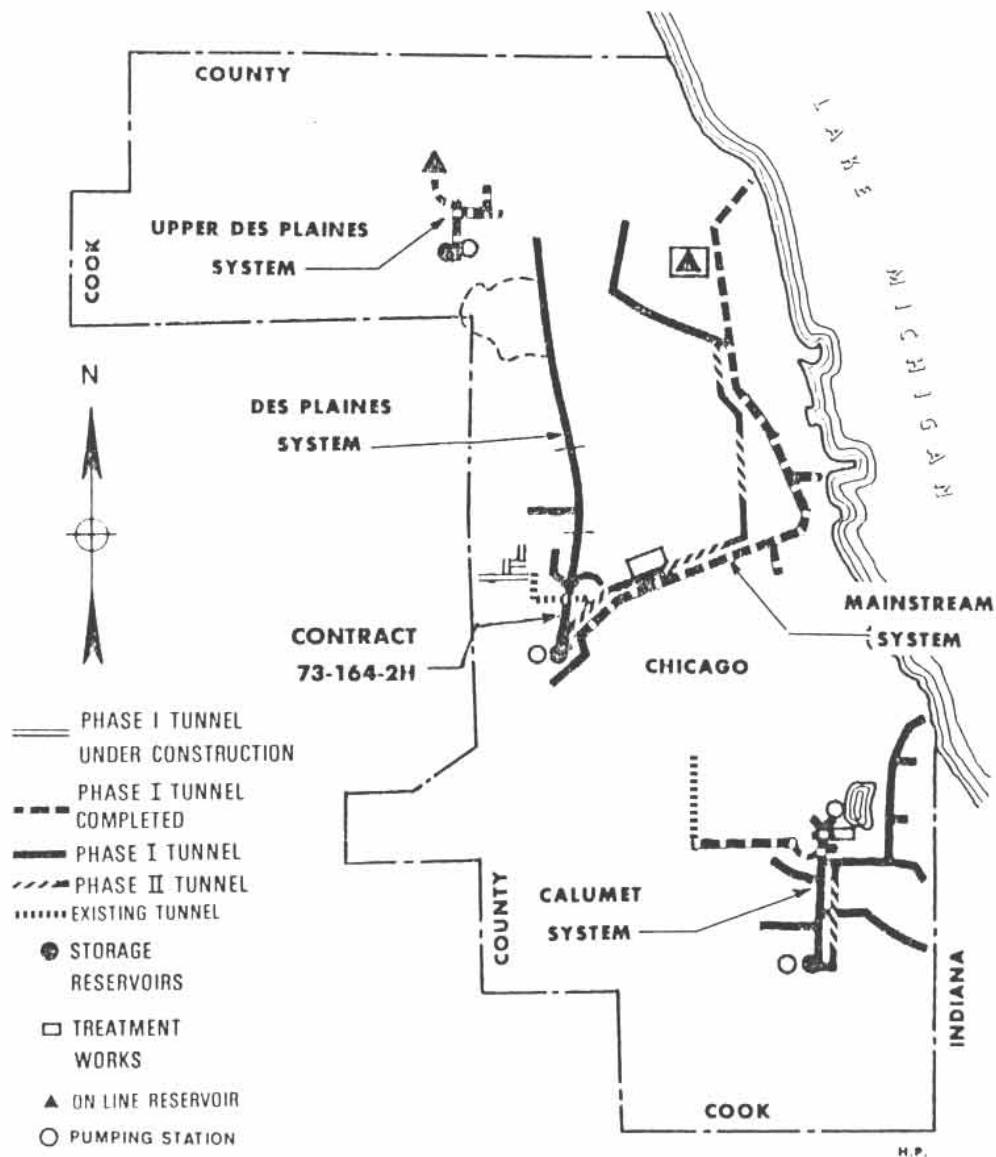 COUNTY
LAKE MICHIGAN
UPPER DES PLAINES
SYSTEM
COOK
N
DES PLAINES
SYSTEM
MAINSTREAM
SYSTEM
CONTRACT
73-164-2H
CHICAGO
PHASE I TUNNEL
UNDER CONSTRUCTION
PHASE I TUNNEL
COMPLETED
PHASE I TUNNEL
PHASE II TUNNEL
EXISTING TUNNEL
STORAGE
RESERVOIRS
TREATMENT
WORKS
ON LINE RESERVOIR
PUMPING STATION
CALUMET
SYSTEM
COUNTY
INDIANA
COOK
H.P.